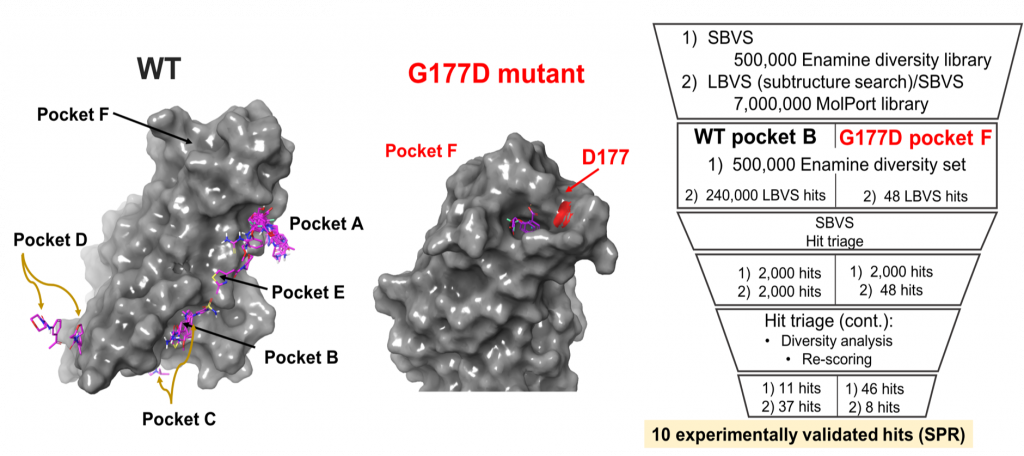 WT
Pocket F
Pocket A
Pocket D
Pocket E
Pocket B
Pocket C
G177D mutant
Pocket F
D177
1) SBVS
500,000 Enamine diversity library
2) LBVS (subtructure search)/SBVS
7,000,000 MolPort library
WT pocket B G177D pocket F
1) 500,000 Enamine diversity set
2) 240,000 LBVS hits 2) 48 LBVS hits
SBVS
Hit triage
1) 2,000 hits 1) 2,000 hits
2) 2,000 hits 2) 48 hits
Hit triage (cont.):
• Diversity analysis
• Re-scoring
1) 11 hits 1) 46 hits
2) 37 hits 2) 8 hits
10 experimentally validated hits (SPR)